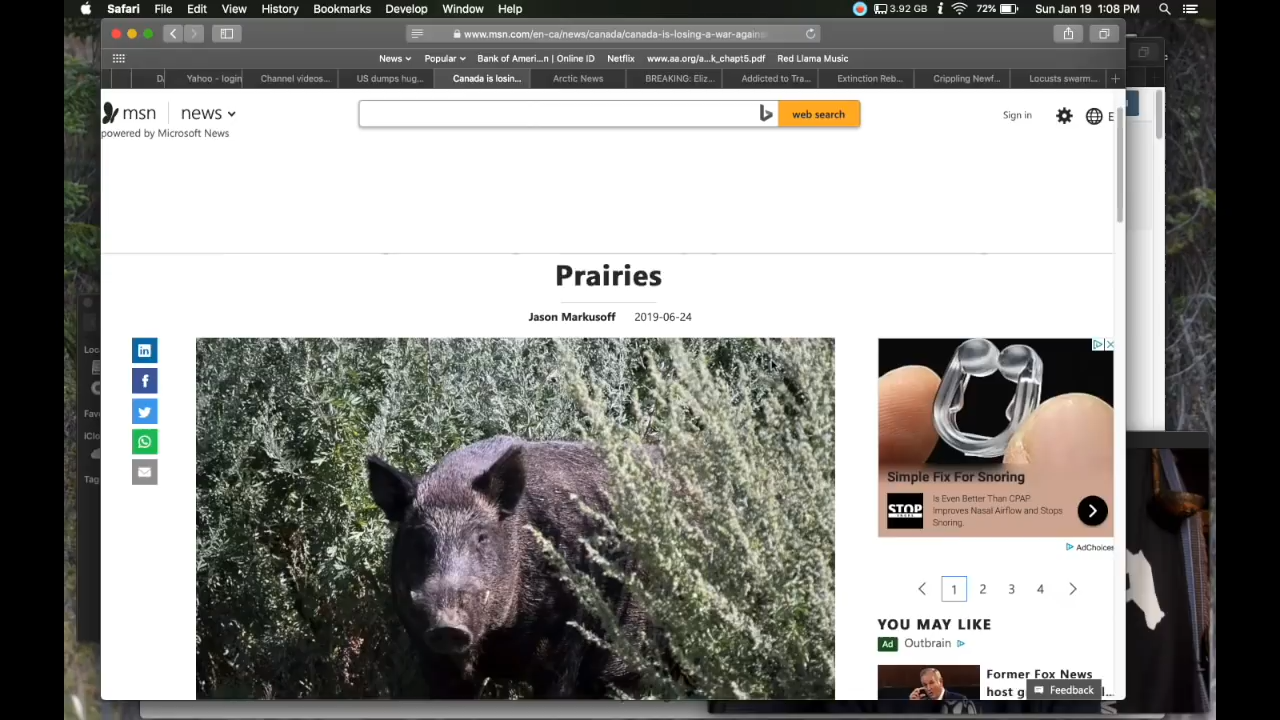 Safari File Edit View History Bookmarks Develop Window Help 3.92 GB 72% Sun Jan 19 1:08 PM
www.msn.com/en-ca/news/canada/canada-is-losing-a-war-agains
News Popular Bank of Ameri...n | Online ID Netflix www.aa.org/a...k_chapt5.pdf Red Llama Music
D. Yahoo - login Channel videos... US dumps hug... Canada is losin... Arctic News BREAKING: Eliz... Addicted to Tra... Extinction Reb... Crippling Newf... Locusts swarm...
msn news web search Sign in E
powered by Microsoft News
Prairies
Jason Markusoff 2019-06-24
Simple Fix For Snoring
STOP
Is Even Better Than CPAP.
Improves Nasal Airflow and Stops
Snoring.
AdChoices
1 2 3 4
YOU MAY LIKE
Ad Outbrain
Former Fox News
host g l...
Feedback
Loc
Favo
iClo
Tag